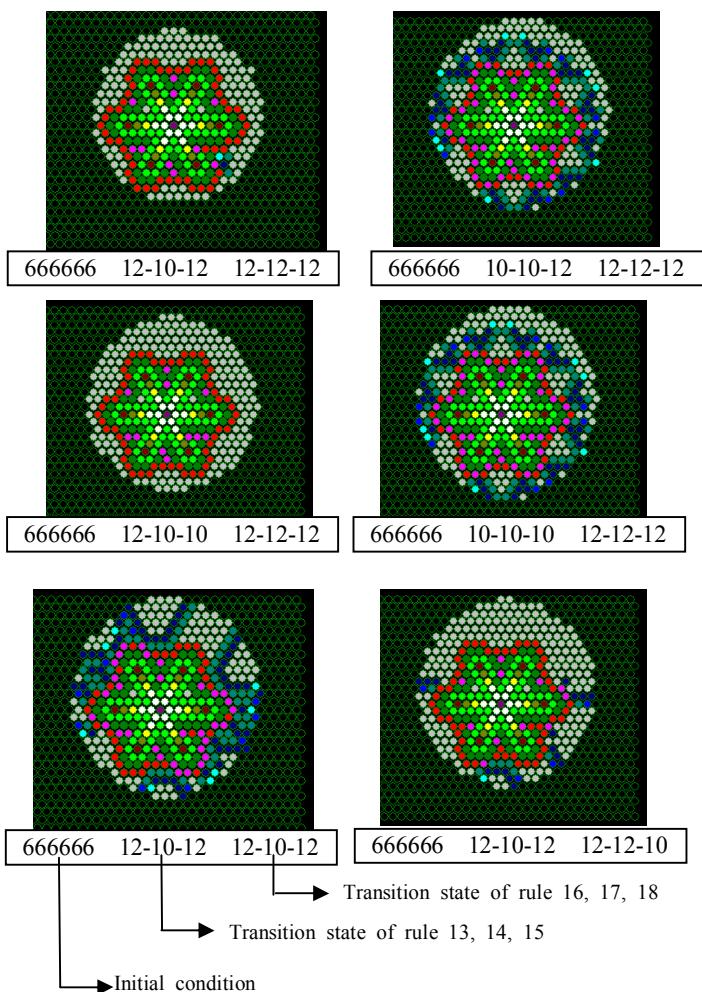 666666 12-10-12 12-12-12
666666 10-10-12 12-12-12
666666 12-10-10 12-12-12
666666 10-10-10 12-12-12
666666 12-10-12 12-10-12
666666 12-10-12 12-12-10
Transition state of rule 16, 17, 18
Transition state of rule 13, 14, 15
Initial condition